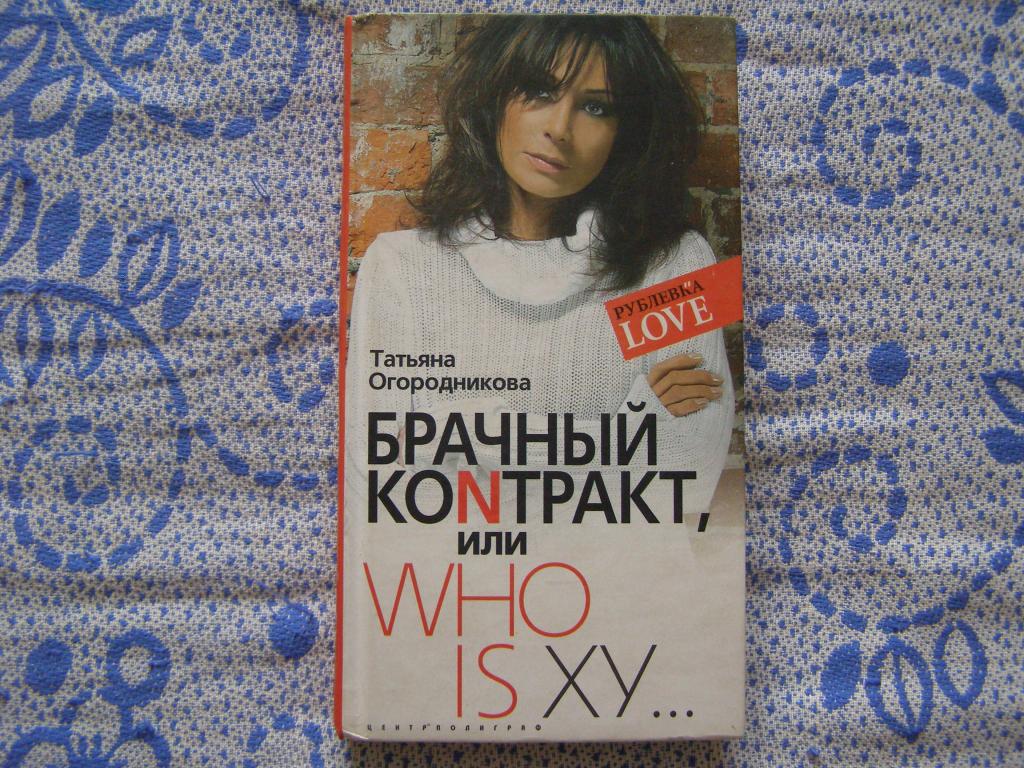 РУБЛЕВКА
LOVE
Татьяна
Огородникова
БРАЧНЫЙ
КОNТРАКТ,
или
WHO
IS XY...
ЦЕНТРПОЛИГРАФ